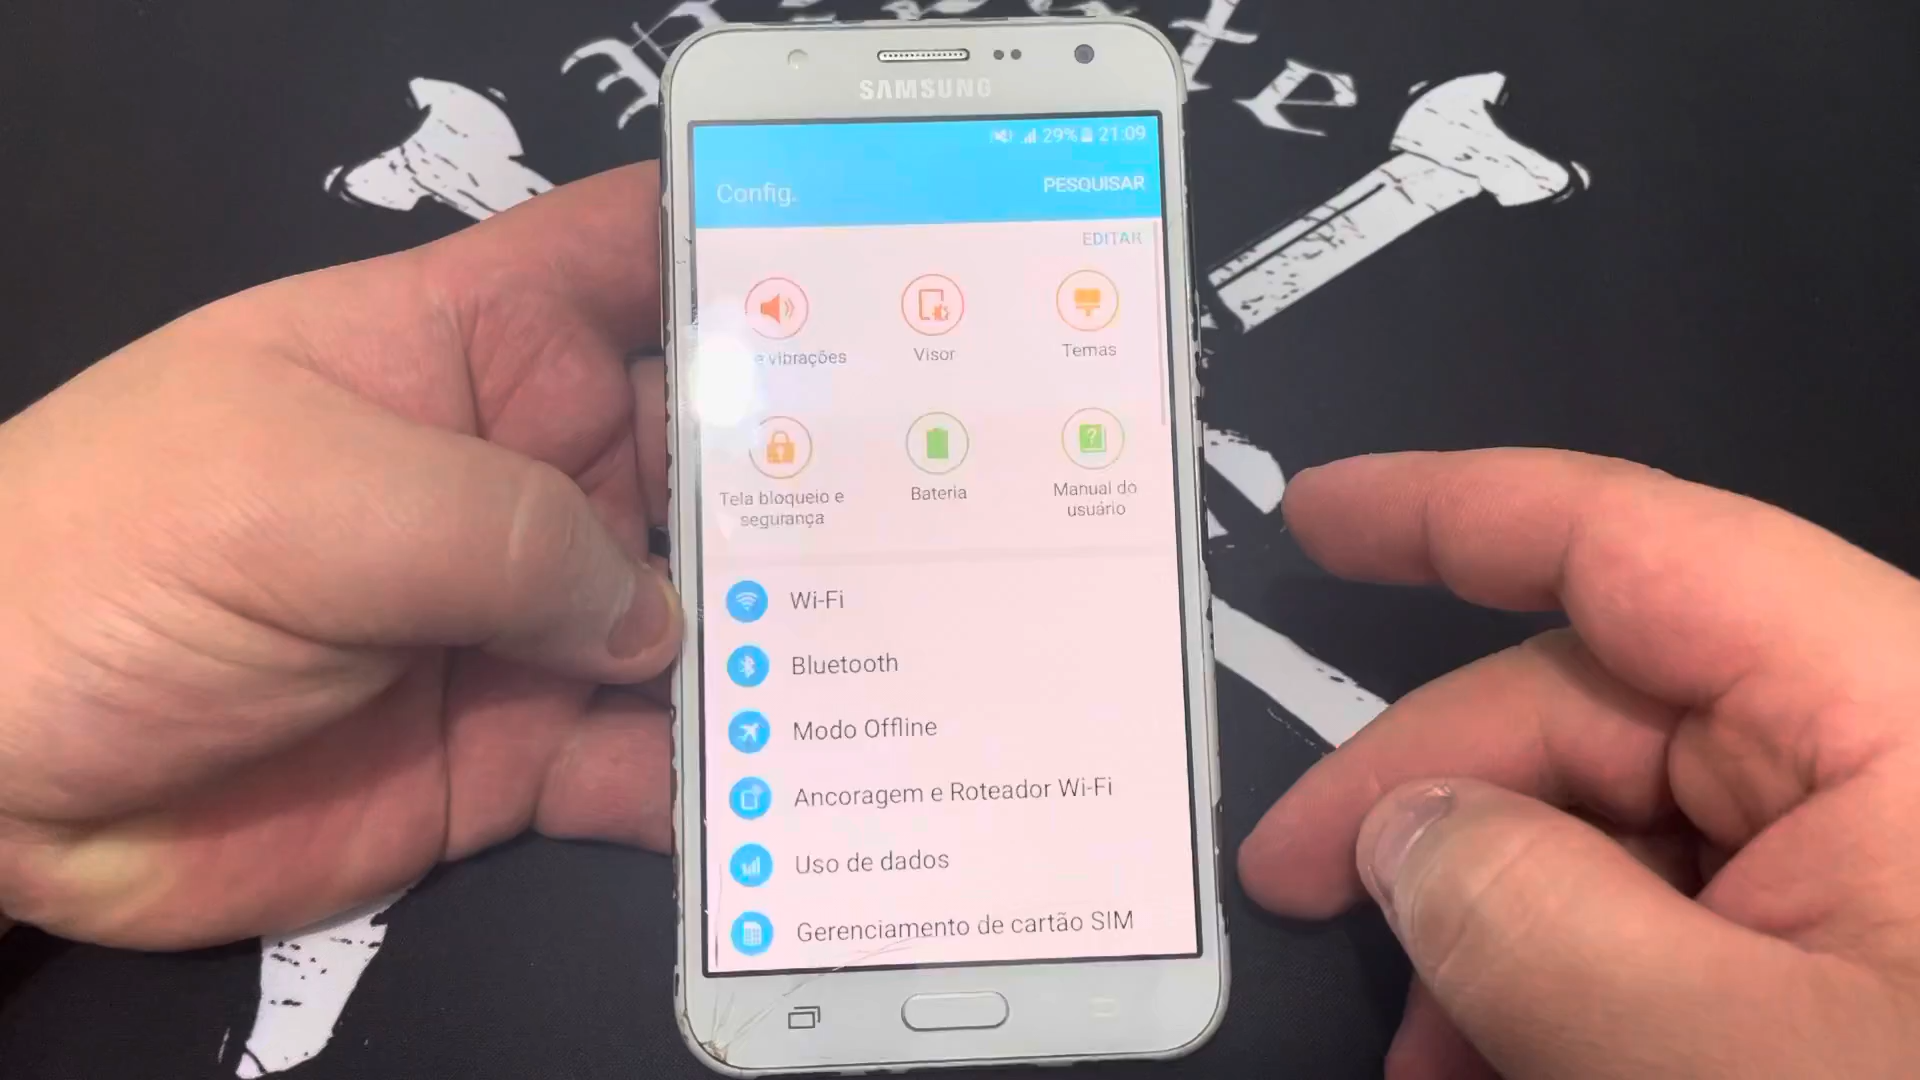 SAMSUNG
29% 21:09
Config.
PESQUISAR
EDITAR
e vibrações
Visor
Temas
Tela bloqueio e
segurança
Bateria
Manual do
usuário
Wi-Fi
Bluetooth
Modo Offline
Ancoragem e Roteador Wi-Fi
Uso de dados
Gerenciamento de cartão SIM